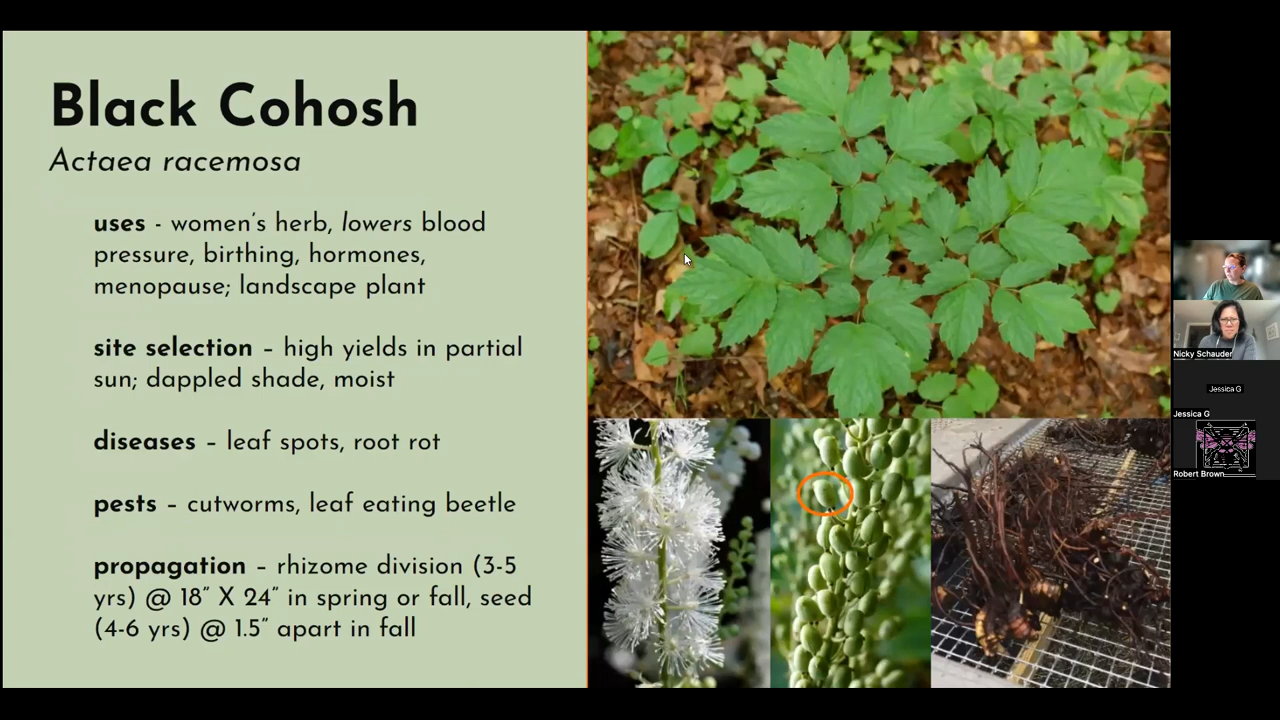 Black Cohosh
Actaea racemosa
uses - women's herb, lowers blood
pressure, birthing, hormones,
menopause; landscape plant
site selection – high yields in partial
sun; dappled shade, moist
diseases – leaf spots, root rot
pests – cutworms, leaf eating beetle
propagation – rhizome division (3-5
yrs) @ 18” X 24” in spring or fall, seed
(4-6 yrs) @ 1.5” apart in fall
Nicky Schauder
Jessica G
Jessica G
Robert Brown